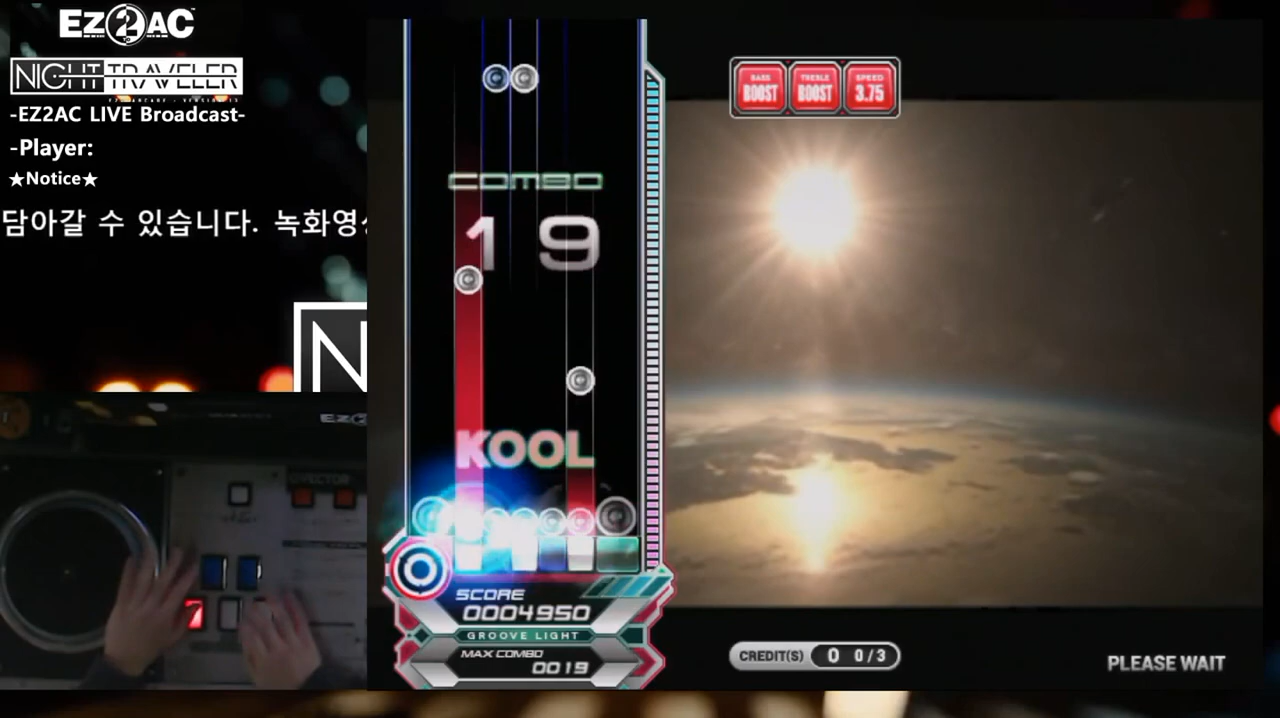 EZ2AC
NIGHT TRAVELER
-EZ2AC LIVE Broadcast-
-Player:
★Notice★
담아갈 수 있습니다. 녹화영
N
BASS BOOST
TREBLE BOOST
SPEED 3.75
COMBO
19
KOOL
SCORE
0004950
GROOVE LIGHT
MAX COMBO
0019
CREDIT(S) 0 0/3
PLEASE WAIT